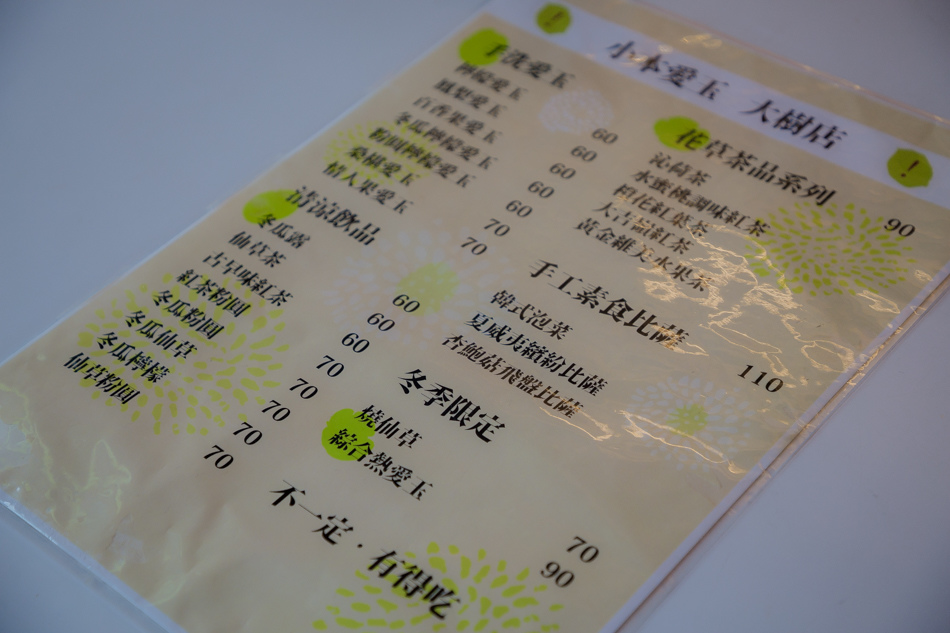 小本愛玉 大樹店
手洗愛玉
檸檬愛玉 60
鳳梨愛玉 60
百香果愛玉 60
冬瓜檸檬愛玉 60
粉圓檸檬愛玉 60
桑椹愛玉 70
情人果愛玉 70
清涼飲品
冬瓜露 60
仙草茶 60
古早味紅茶 60
紅茶粉圓 70
冬瓜粉圓 70
冬瓜仙草 70
冬瓜檸檬 70
仙草粉圓 70
花草茶品系列 90
沁荷茶
水蜜桃調味紅茶
橙花紅葉茶
大吉嶺紅茶
黃金維美水果茶
手工素食比薩 110
韓式泡菜
夏威夷繽紛比薩
杏鮑菇飛盤比薩
冬季限定
燒仙草 70
綜合熱愛玉 90
不一定·有得吃